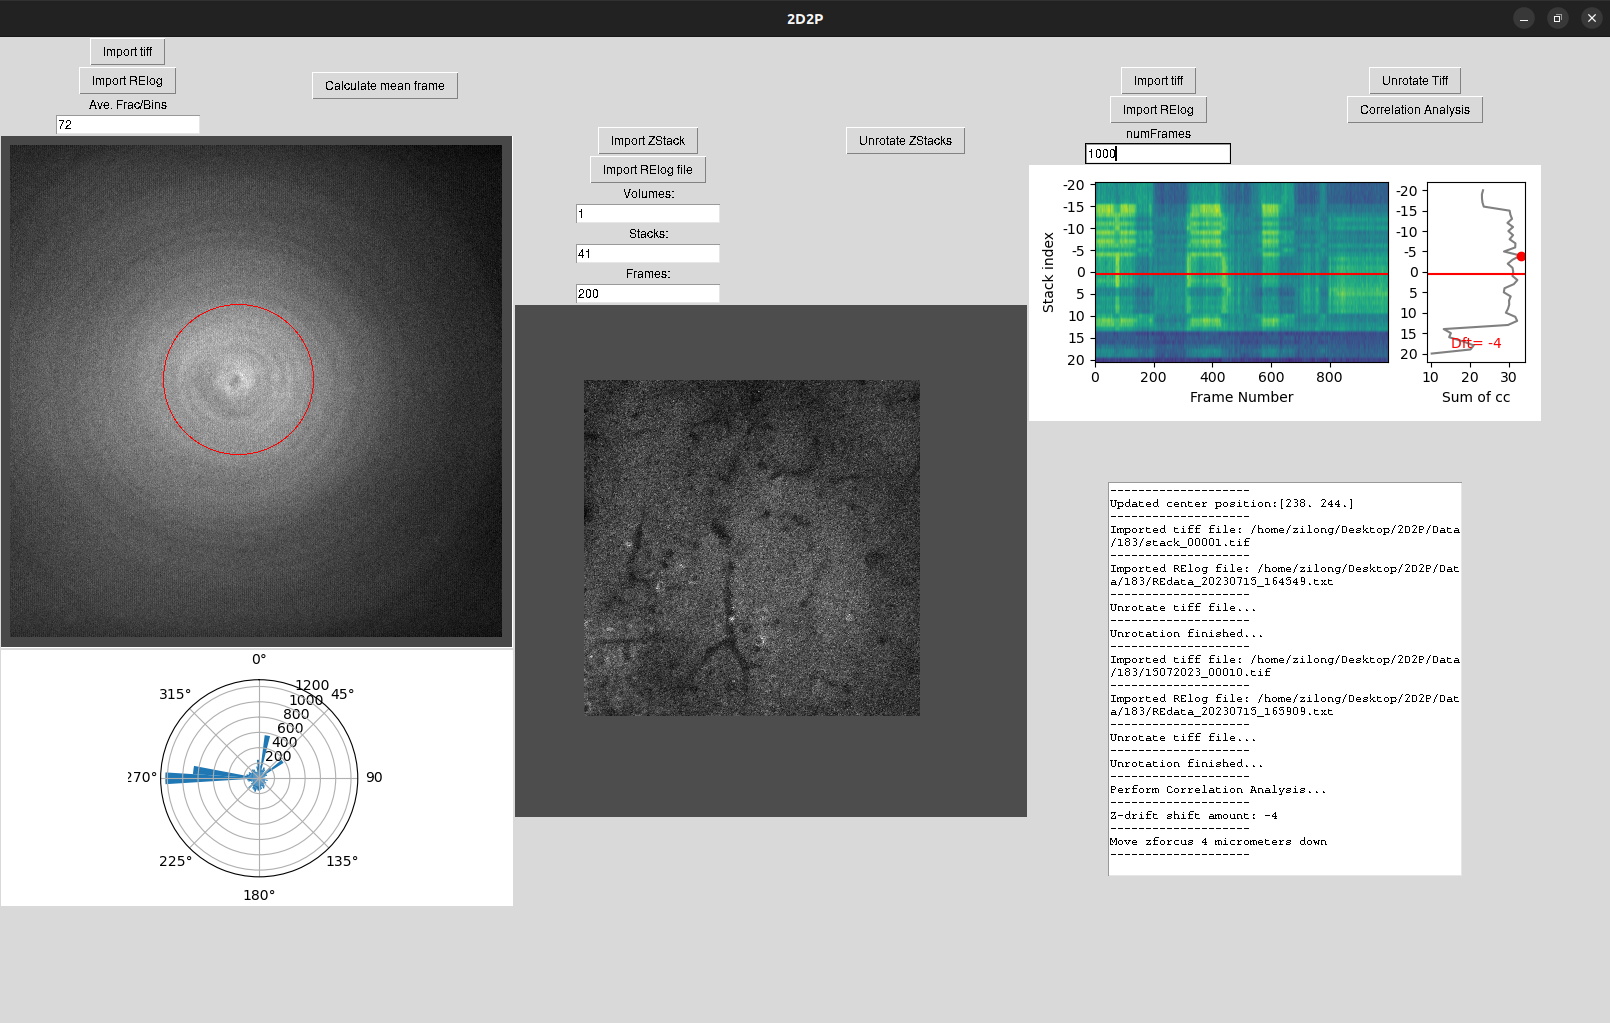 2D2P
Import tiff
Import RElog
Ave. Frac/Bins
72
Calculate mean frame
Import ZStack
Import RElog file
Volumes:
1
Stacks:
41
Frames:
200
Unrotate ZStacks
Import tiff
Import RElog
numFrames
1000
Unrotate Tiff
Correlation Analysis
-20
-15
-10
-5
0
5
10
15
20
Stack index
0 200 400 600 800
Frame Number
-20
-15
-10
-5
0
5
10
15
20
Dft= -4
10 20 30
Sum of cc
0°
315°
45°
1200
1000
800
600
400
200
270°
90
225°
135°
180°
--------------------
Updated center position:[238. 244.]
--------------------
Imported tiff file: /home/zilong/Desktop/2D2P/Data
/183/stack_00001.tif
--------------------
Imported RElog file: /home/zilong/Desktop/2D2P/Dat
a/183/REdata_20230715_164549.txt
--------------------
Unrotate tiff file...
--------------------
Unrotation finished...
--------------------
Imported tiff file: /home/zilong/Desktop/2D2P/Data
/183/15072023_00010.tif
--------------------
Imported RElog file: /home/zilong/Desktop/2D2P/Dat
a/183/REdata_20230715_165909.txt
--------------------
Unrotate tiff file...
--------------------
Unrotation finished...
--------------------
Perform Correlation Analysis...
--------------------
Z-drift shift amount: -4
--------------------
Move zforcus 4 micrometers down
--------------------